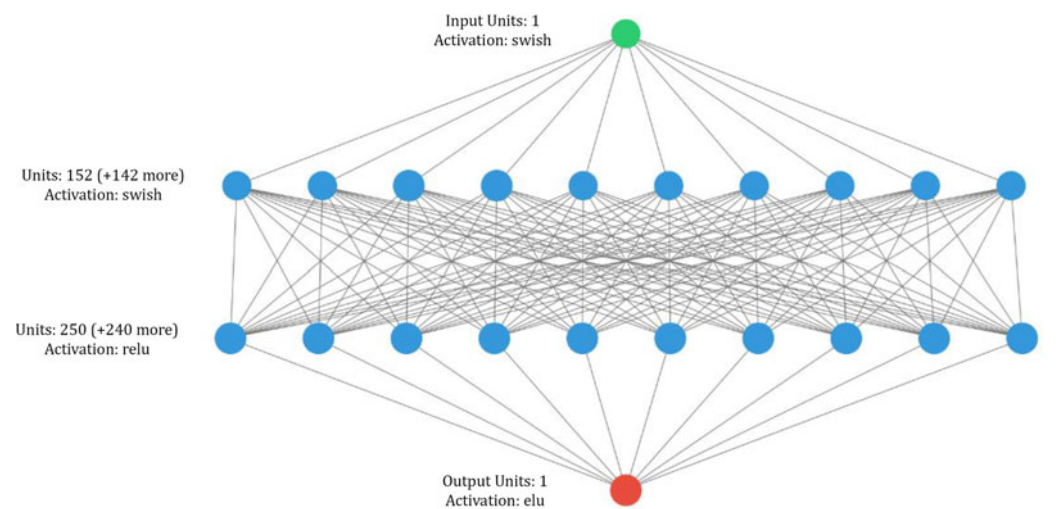 Input Units: 1
Activation: swish
Units: 152 (+142 more)
Activation: swish
Units: 250 (+240 more)
Activation: relu
Output Units: 1
Activation: elu